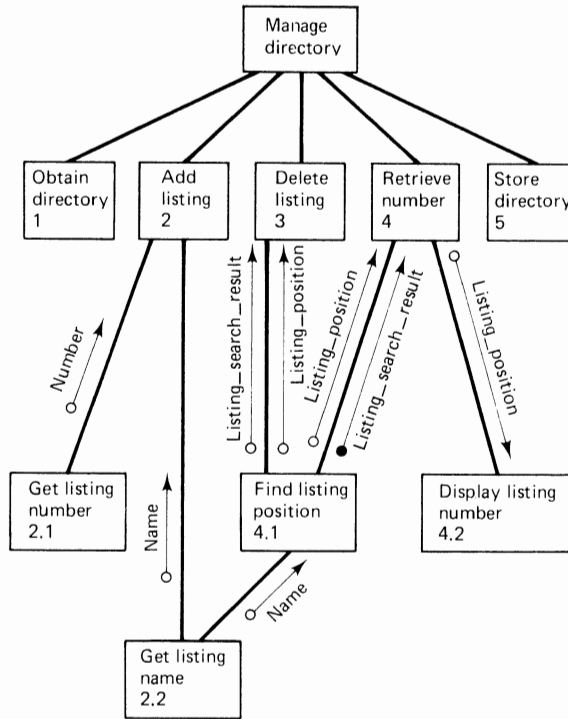 Manage
directory
Obtain
directory
1
Add
listing
2
Delete
listing
3
Retrieve
number
4
Store
directory
5
Number
Name
Listing_search_result
Listing_position
Listing_position
Listing_search_result
Listing_position
Get listing
number
2.1
Find listing
position
4.1
Display listing
number
4.2
Name
Get listing
name
2.2